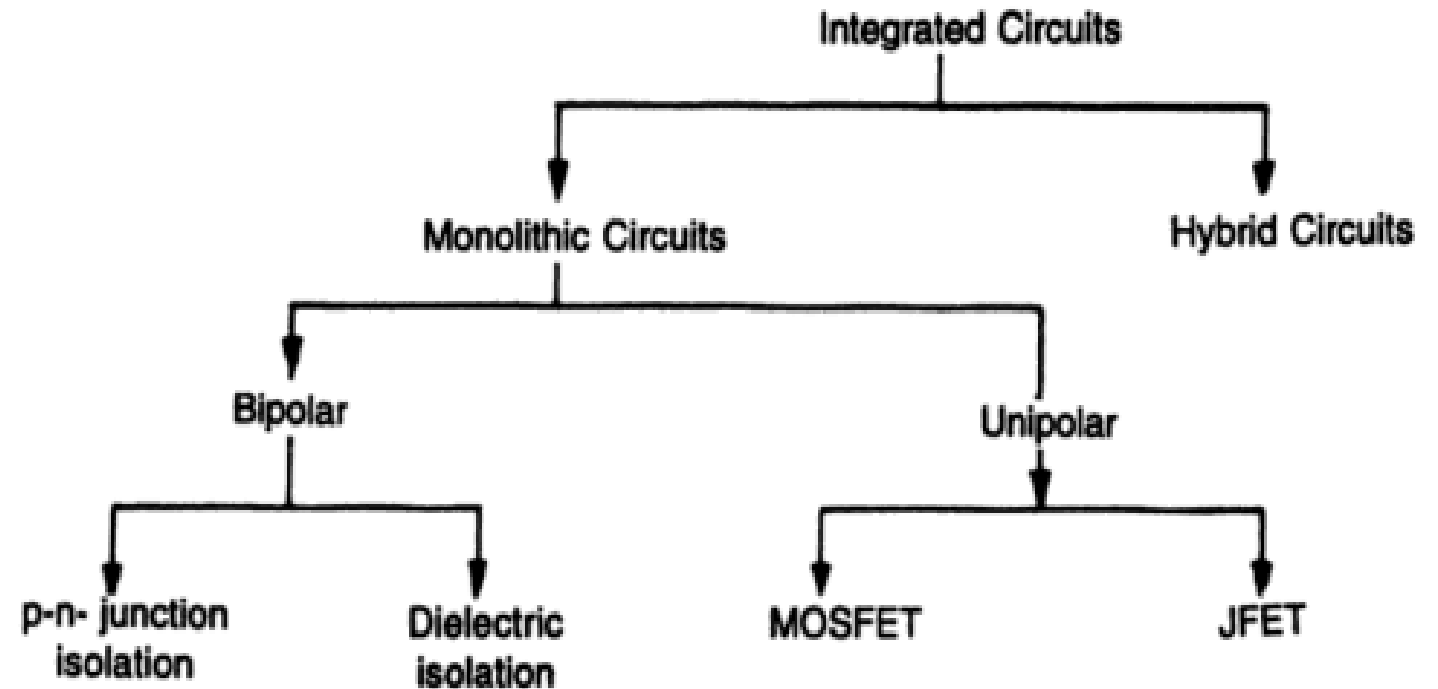 Integrated Circuits
Monolithic Circuits
Hybrid Circuits
Bipolar
Unipolar
p-n- junction
isolation
Dielectric
isolation
MOSFET
JFET